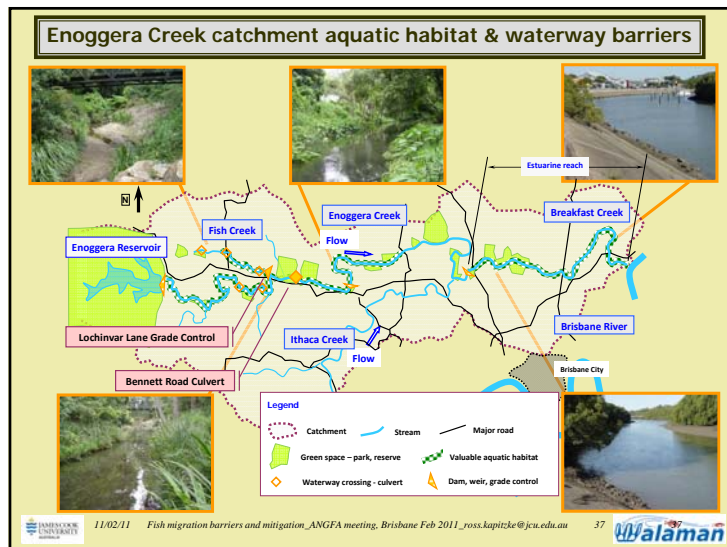 Enoggera Creek catchment aquatic habitat & waterway barriers
Estuarine reach
N
Enoggera Creek
Breakfast Creek
Fish Creek
Flow
Enoggera Reservoir
Lochinvar Lane Grade Control
Ithaca Creek
Brisbane River
Flow
Bennett Road Culvert
Brisbane City
Legend
Catchment
Stream
Major road
Green space – park, reserve
Valuable aquatic habitat
Waterway crossing - culvert
Dam, weir, grade control
JAMES COOK
UNIVERSITY
AUSTRALIA
11/02/11 Fish migration barriers and mitigation_ANGFA meeting, Brisbane Feb 2011_ross.kapitzke@jcu.edu.au 37 37
Walaman